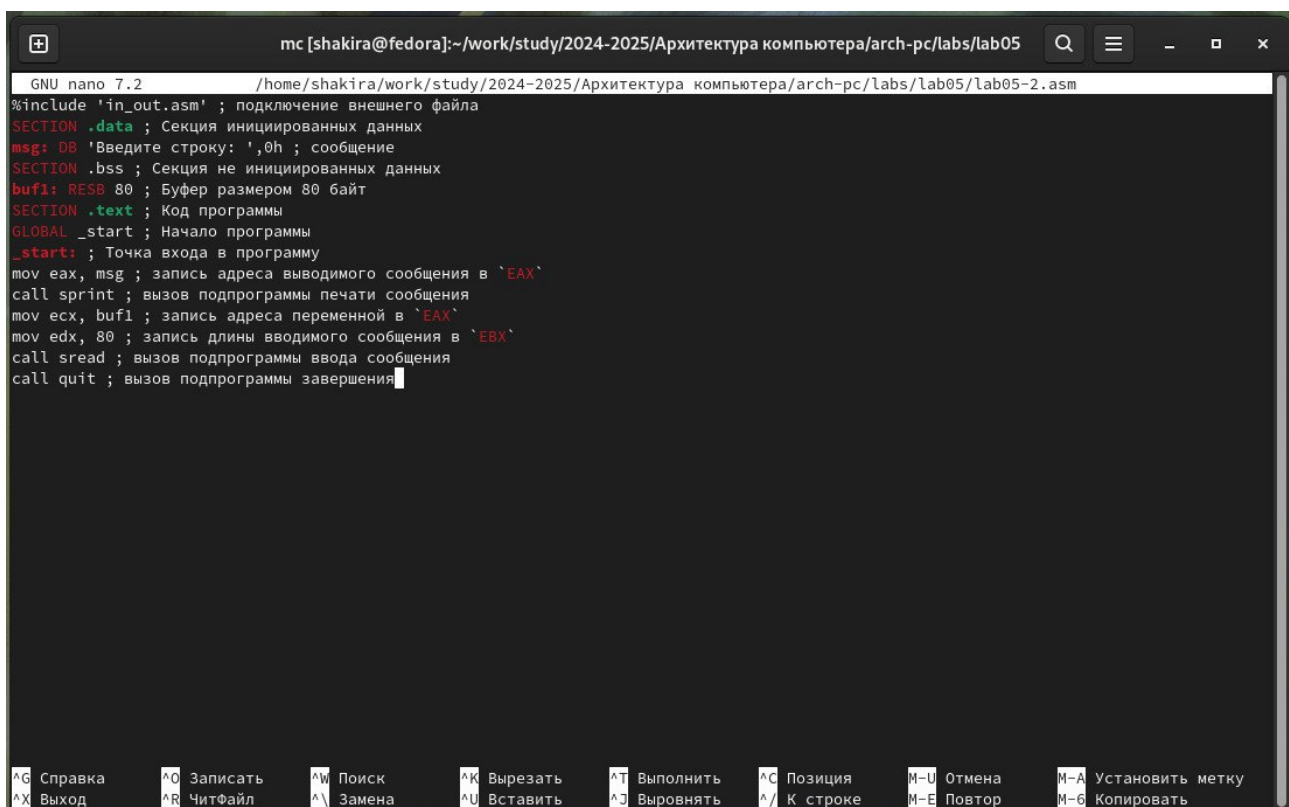 mc [shakira@fedora]:~/work/study/2024-2025/Архитектура компьютера/arch-pc/labs/lab05
GNU nano 7.2 /home/shakira/work/study/2024-2025/Архитектура компьютера/arch-pc/labs/lab05/lab05-2.asm
%include 'in_out.asm' ; подключение внешнего файла
SECTION .data ; Секция инициированных данных
msg: DB 'Введите строку: ',0h ; сообщение
SECTION .bss ; Секция не инициированных данных
buf1: RESB 80 ; Буфер размером 80 байт
SECTION .text ; Код программы
GLOBAL _start ; Начало программы
_start: ; Точка входа в программу
mov eax, msg ; запись адреса выводимого сообщения в `EAX`
call sprint ; вызов подпрограммы печати сообщения
mov ecx, buf1 ; запись адреса переменной в `EAX`
mov edx, 80 ; запись длины вводимого сообщения в `EBX`
call sread ; вызов подпрограммы ввода сообщения
call quit ; вызов подпрограммы завершения
^G Справка ^O Записать ^W Поиск ^K Вырезать ^T Выполнить ^C Позиция M-U Отмена M-A Установить метку
^X Выход ^R ЧитФайл ^\ Замена ^U Вставить ^J Выровнять ^/ К строке M-E Повтор M-6 Копировать